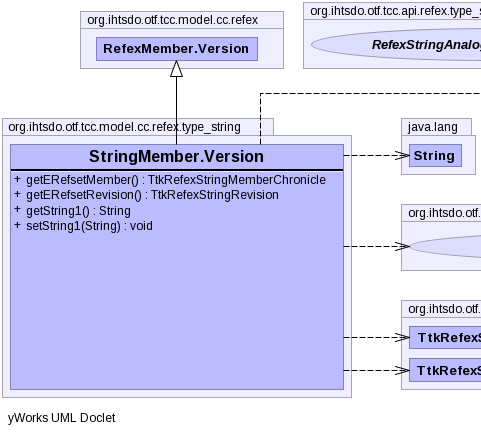 org.ihtsdo.otf.tcc.model.cc.refex
RefexMember.Version
org.ihtsdo.otf.tcc.api.refex.type_s
RefexStringAnalog
org.ihtsdo.otf.tcc.model.cc.refex.type_string
StringMember.Version
+ getERefsetMember() : TtkRefexStringMemberChronicle
+ getERefsetRevision() : TtkRefexStringRevision
+ getString1() : String
+ setString1(String) : void
java.lang
String
org.ihtsdo.otf.
org.ihtsdo.otf.
TtkRefexS
TtkRefexS
yWorks UML Doclet